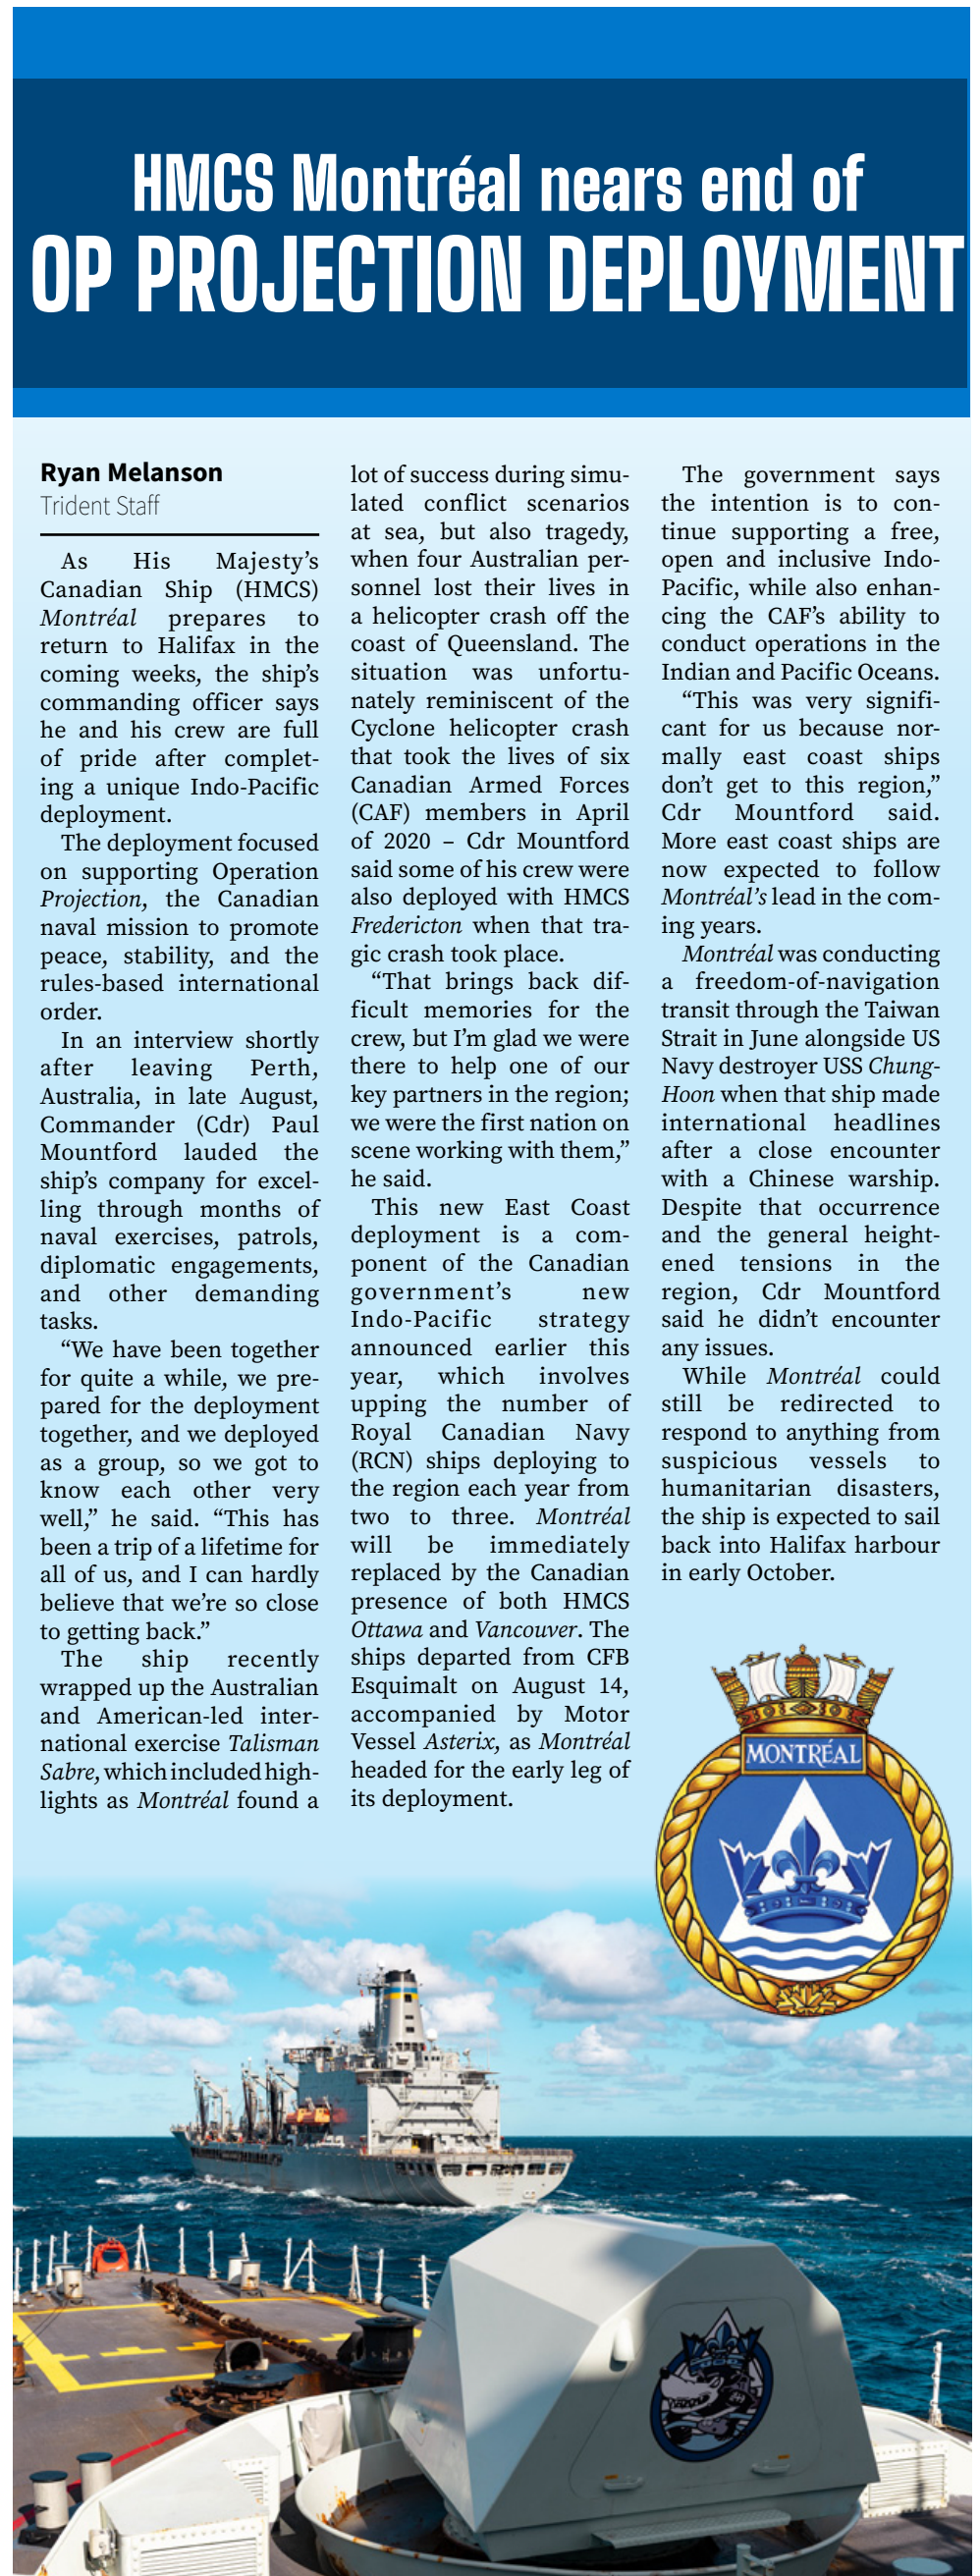 HMCS Montréal nears end of
OP PROJECTION DEPLOYMENT
Ryan Melanson
Trident Staff
As His Majesty’s
Canadian Ship (HMCS)
Montréal prepares to
return to Halifax in the
coming weeks, the ship’s
commanding officer says
he and his crew are full
of pride after complet-
ing a unique Indo-Pacific
deployment.
The deployment focused
on supporting Operation
Projection, the Canadian
naval mission to promote
peace, stability, and the
rules-based international
order.
In an interview shortly
after leaving Perth,
Australia, in late August,
Commander (Cdr) Paul
Mountford lauded the
ship’s company for excel-
ling through months of
naval exercises, patrols,
diplomatic engagements,
and other demanding
tasks.
“We have been together
for quite a while, we pre-
pared for the deployment
together, and we deployed
as a group, so we got to
know each other very
well,” he said. “This has
been a trip of a lifetime for
all of us, and I can hardly
believe that we’re so close
to getting back.”
The ship recently
wrapped up the Australian
and American-led inter-
national exercise Talisman
Sabre, which included high-
lights as Montréal found a
lot of success during simu-
lated conflict scenarios
at sea, but also tragedy,
when four Australian per-
sonnel lost their lives in
a helicopter crash off the
coast of Queensland. The
situation was unfortu-
nately reminiscent of the
Cyclone helicopter crash
that took the lives of six
Canadian Armed Forces
(CAF) members in April
of 2020 – Cdr Mountford
said some of his crew were
also deployed with HMCS
Fredericton when that tra-
gic crash took place.
“That brings back dif-
ficult memories for the
crew, but I’m glad we were
there to help one of our
key partners in the region;
we were the first nation on
scene working with them,”
he said.
This new East Coast
deployment is a com-
ponent of the Canadian
government’s new
Indo-Pacific strategy
announced earlier this
year, which involves
upping the number of
Royal Canadian Navy
(RCN) ships deploying to
the region each year from
two to three. Montréal
will be immediately
replaced by the Canadian
presence of both HMCS
Ottawa and Vancouver. The
ships departed from CFB
Esquimalt on August 14,
accompanied by Motor
Vessel Asterix, as Montréal
headed for the early leg of
its deployment.
The government says
the intention is to con-
tinue supporting a free,
open and inclusive Indo-
Pacific, while also enhan-
cing the CAF’s ability to
conduct operations in the
Indian and Pacific Oceans.
“This was very signifi-
cant for us because nor-
mally east coast ships
don’t get to this region,”
Cdr Mountford said.
More east coast ships are
now expected to follow
Montréal’s lead in the com-
ing years.
Montréal was conducting
a freedom-of-navigation
transit through the Taiwan
Strait in June alongside US
Navy destroyer USS Chung-
Hoon when that ship made
international headlines
after a close encounter
with a Chinese warship.
Despite that occurrence
and the general height-
ened tensions in the
region, Cdr Mountford
said he didn’t encounter
any issues.
While Montréal could
still be redirected to
respond to anything from
suspicious vessels to
humanitarian disasters,
the ship is expected to sail
back into Halifax harbour
in early October.
MONTRÉAL